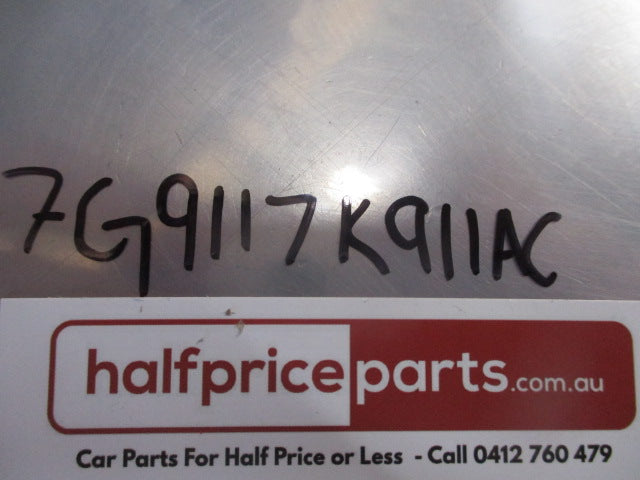 7G9117K911AC
halfpriceparts.com.au
Car Parts For Half Price or Less - Call 0412 760 479